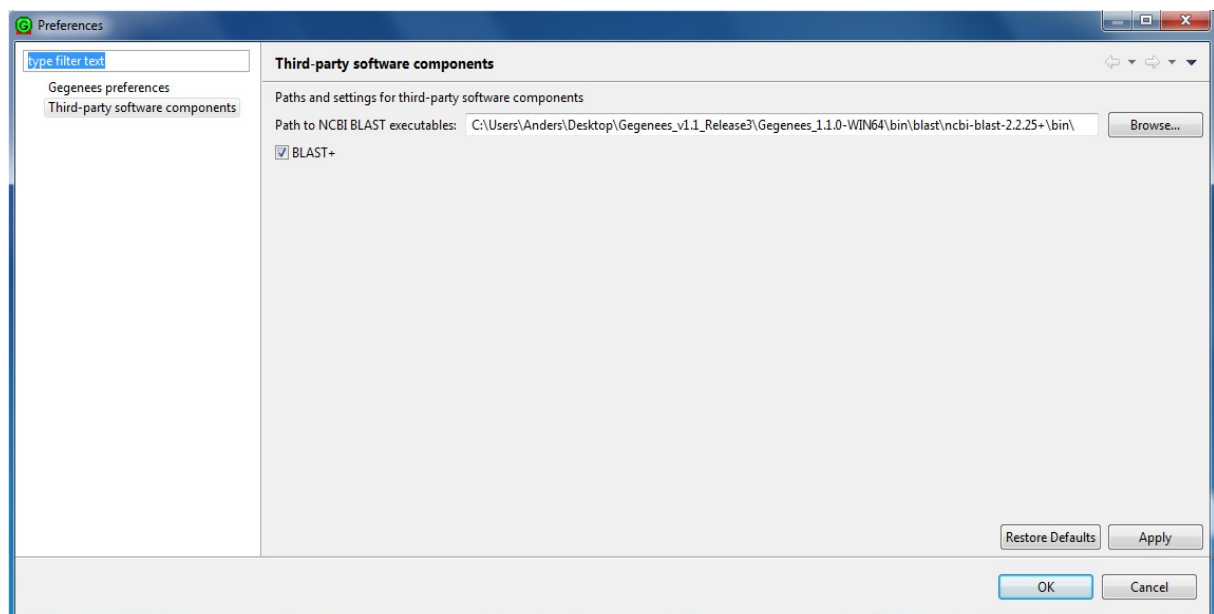 Preferences
type filter text
Gegenees preferences
Third-party software components
Third-party software components
Paths and settings for third-party software components
Path to NCBI BLAST executables: C:\Users\Anders\Desktop\Gegenees_v1.1_Release3\Gegenees_1.1.0-WIN64\bin\blast\ncbi-blast-2.2.25+\bin\ Browse...
BLAST+
Restore Defaults Apply
OK Cancel